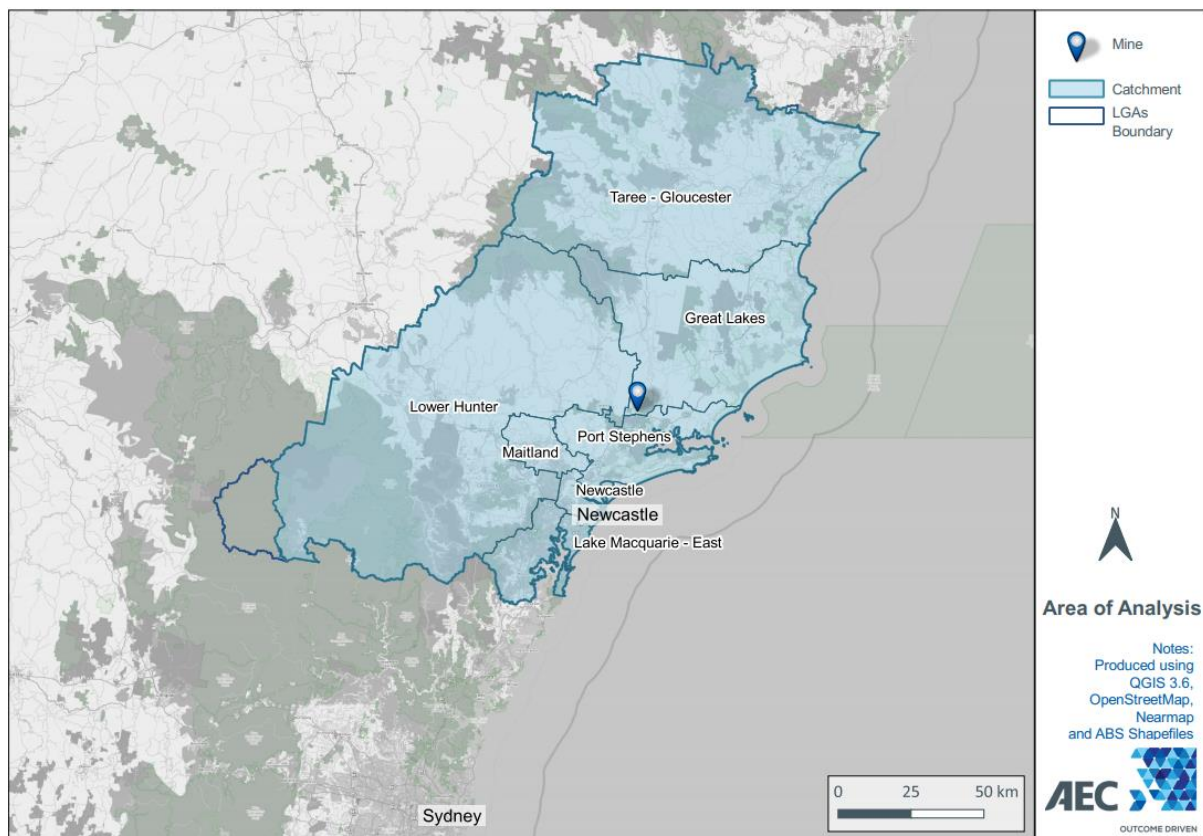 Taree - Gloucester
Great Lakes
Lower Hunter
Port Stephens
Maitland
Newcastle
Newcastle
Lake Macquarie - East
Sydney
0 25 50 km
Mine
Catchment
LGAs
Boundary
N
Area of Analysis
Notes:
Produced using
QGIS 3.6,
OpenStreetMap,
Nearmap
and ABS Shapefiles
AEC
OUTCOME DRIVEN